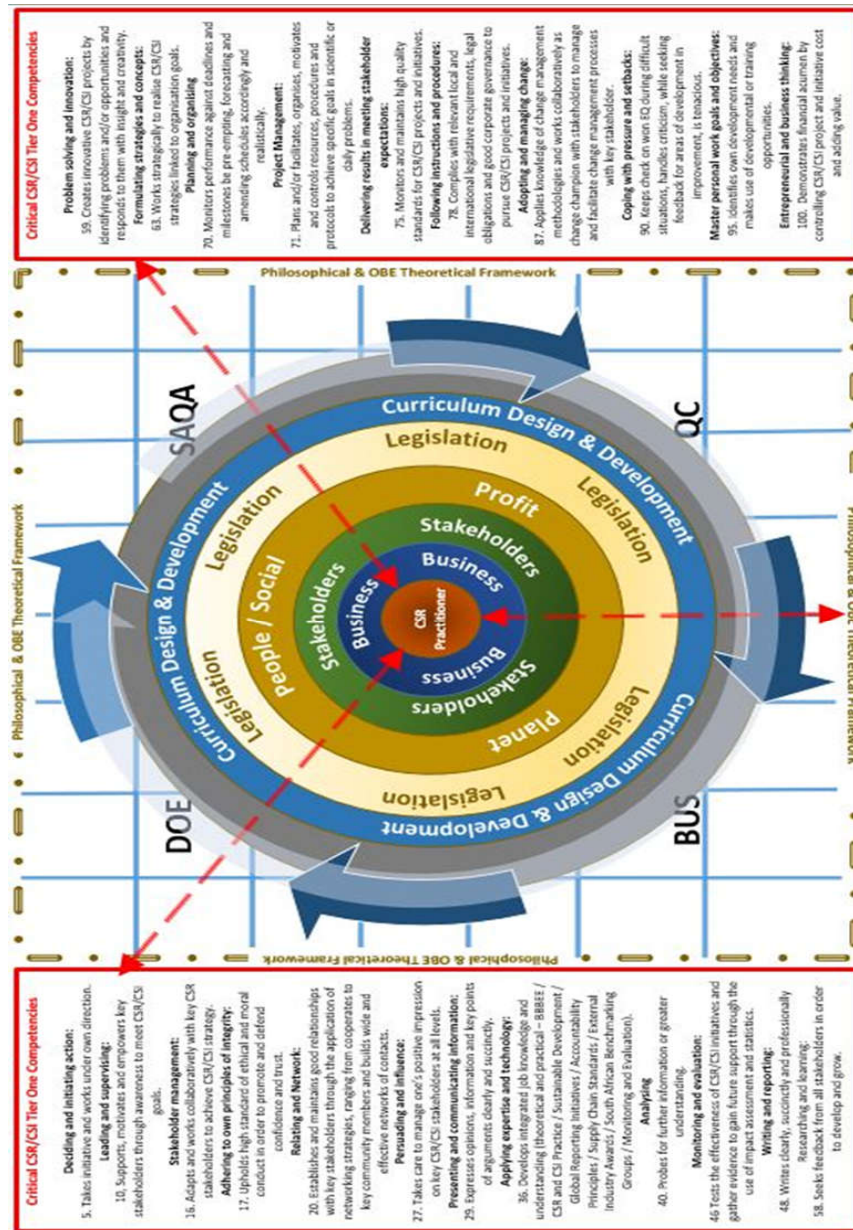 Critical CSR/CSI Tier One Competencies
Deciding and initiating action:
5. Takes initiative and works under own direction.
Leading and supervising:
10, Supports, motivates and empowers key
stakeholders through awareness to meet CSR/CSI
goals.
Stakeholder management:
16. Adapts and works collaboratively with key CSR
stakeholders to achieve CSR/CSI strategy.
Adhering to own principles of integrity:
17. Upholds high standard of ethical and moral
conduct in order to promote and defend
confidence and trust.
Relating and Network:
20. Establishes and maintains good relationships
with key stakeholders through the application of
networking strategies, ranging from cooperates to
key community members and builds wide and
effective networks of contacts.
Persuading and influence:
27. Takes care to manage one's positive impression
on key CSR/CSI stakeholders at all levels.
Presenting and communicating information:
29. Expresses opinions, information and key points
of arguments clearly and succinctly.
Applying expertise and technology:
36. Develops integrated job knowledge and
understanding (theoretical and practical – BBBEE /
CSR and CSI Practice / Sustainable Development /
Global Reporting Initiatives / Accountability
Principles / Supply Chain Standards / External
Industry Awards / South African Benchmarking
Groups / Monitoring and Evaluation).
Analysing
40. Probes for further information or greater
understanding.
Monitoring and evaluation:
46 Tests the effectiveness of CSR/CSI initiatives and
gather evidence to gain future support through the
use of impact assessment and statistics.
Writing and reporting:
48. Writes clearly, succinctly and professionally
Researching and learning:
58. Seeks feedback from all stakeholders in order
to develop and grow.
Philosophical & OBE Theoretical Framework
Philosophical & OBE Theoretical Framework
Philosophical & OBE Theoretical Framework
Philosophical & OBE Theoretical Framework
DOE
SAQA
BUS
QC
Curriculum Design & Development
Curriculum Design & Development
Curriculum Design & Development
Legislation
Legislation
Legislation
Legislation
Legislation
Legislation
People / Social
Profit
Planet
Stakeholders
Stakeholders
Stakeholders
Business
Business
Business
CSR
Practitioner
Critical CSR/CSI Tier One Competencies
Problem solving and innovation:
59. Creates innovative CSR/CSI projects by
identifying problems and/or opportunities and
responds to them with insight and creativity.
Formulating strategies and concepts:
63. Works strategically to realise CSR/CSI
strategies linked to organisation goals.
Planning and organising
70. Monitors performance against deadlines and
milestones be pre-empting, forecasting and
amending schedules accordingly and
realistically.
Project Management:
71. Plans and/or facilitates, organises, motivates
and controls resources, procedures and
protocols to achieve specific goals in scientific or
daily problems.
Delivering results in meeting stakeholder
expectations:
75. Monitors and maintains high quality
standards for CSR/CSI projects and initiatives.
Following instructions and procedures:
78. Complies with relevant local and
international legislative requirements, legal
obligations and good corporate governance to
pursue CSR/CSI projects and initiatives.
Adopting and managing change:
87. Applies knowledge of change management
methodologies and works collaboratively as
change champion with stakeholders to manage
and facilitate change management processes
with key stakeholder.
Coping with pressure and setbacks:
90. Keeps check on won EQ during difficult
situations, handles criticism, while seeking
feedback for areas of development in
improvement, is tenacious.
Master personal work goals and objectives:
95. Identifies own development needs and
makes use of developmental or training
opportunities.
Entrepreneurial and business thinking:
100. Demonstrates financial acumen by
controlling CSR/CSI project and initiative cost
and adding value.